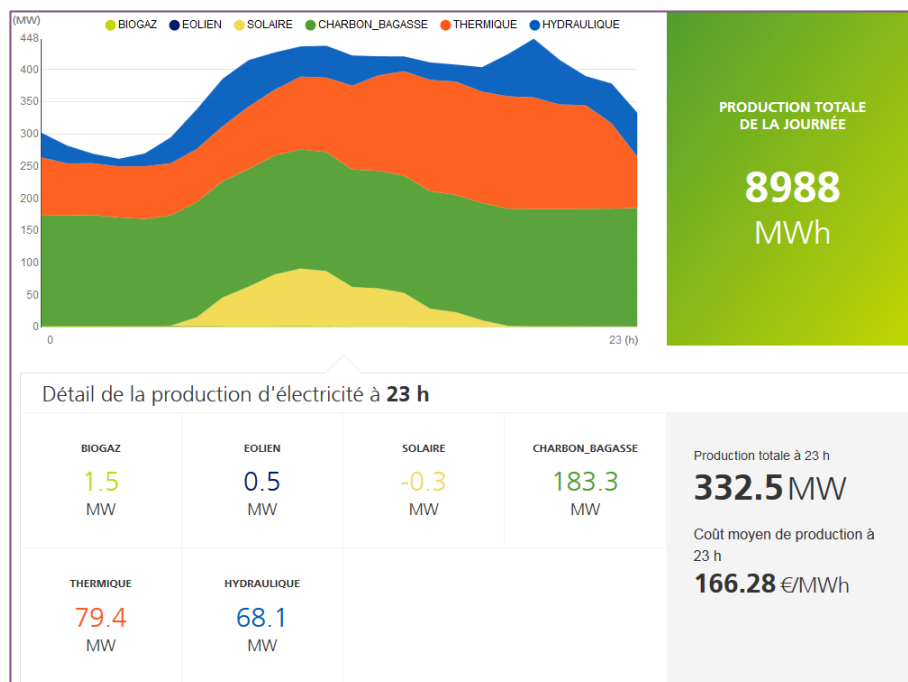 (MW)
BIOGAZ EOLIEN SOLAIRE CHARBON_BAGASSE THERMIQUE HYDRAULIQUE
448
400
350
300
250
200
150
100
50
0
0 23 (h)
PRODUCTION TOTALE
DE LA JOURNÉE
8988
MWh
Détail de la production d'électricité à 23 h
BIOGAZ
1.5
MW
EOLIEN
0.5
MW
SOLAIRE
-0.3
MW
CHARBON_BAGASSE
183.3
MW
THERMIQUE
79.4
MW
HYDRAULIQUE
68.1
MW
Production totale à 23 h
332.5 MW
Coût moyen de production à
23 h
166.28 €/MWh